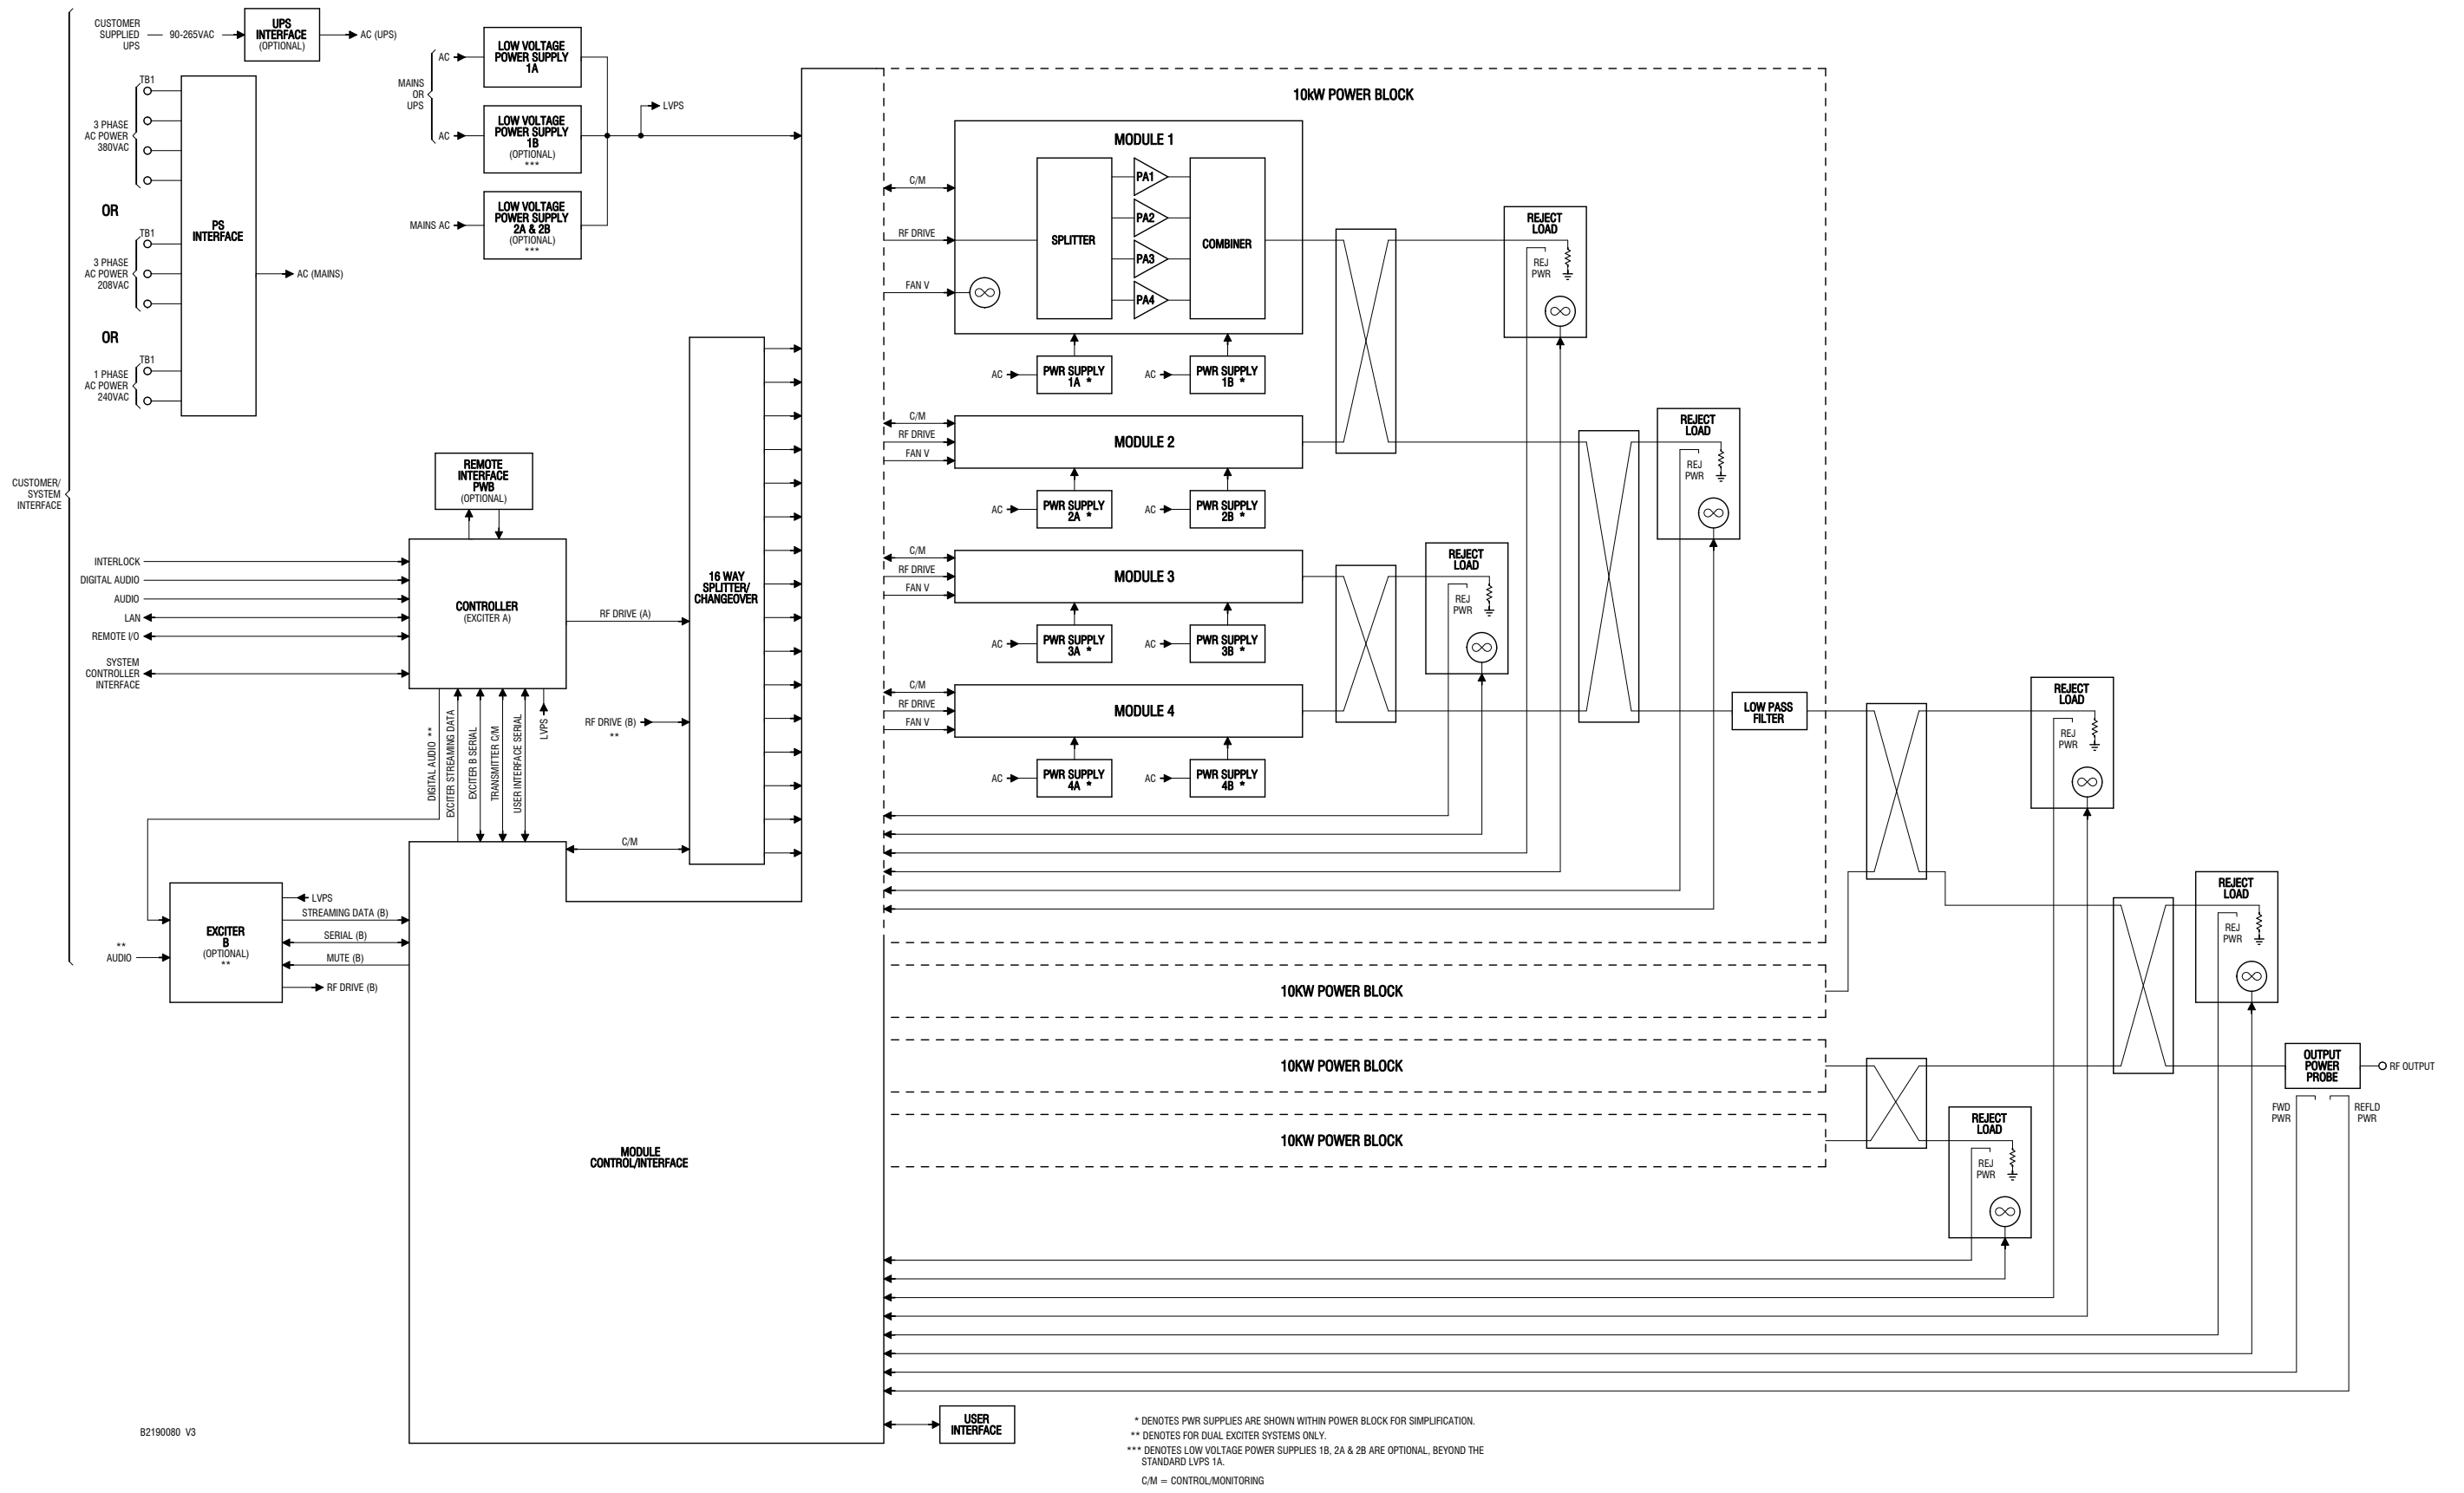 CUSTOMER
SUPPLIED
UPS
90-265VAC
UPS
INTERFACE
(OPTIONAL)
AC (UPS)
TB1
3 PHASE
AC POWER
380VAC
OR
TB1
3 PHASE
AC POWER
208VAC
OR
TB1
1 PHASE
AC POWER
240VAC
PS
INTERFACE
AC (MAINS)
CUSTOMER/
SYSTEM
INTERFACE
MAINS
OR
UPS
AC
AC
MAINS AC
LOW VOLTAGE
POWER SUPPLY
1A
LOW VOLTAGE
POWER SUPPLY
1B
(OPTIONAL)
***
LOW VOLTAGE
POWER SUPPLY
2A & 2B
(OPTIONAL)
***
LVPS
REMOTE
INTERFACE
PWB
(OPTIONAL)
INTERLOCK
DIGITAL AUDIO
AUDIO
LAN
REMOTE I/O
SYSTEM
CONTROLLER
INTERFACE
CONTROLLER
(EXCITER A)
RF DRIVE (A)
RF DRIVE (B)
**
16 WAY
SPLITTER/
CHANGEOVER
DIGITAL AUDIO **
EXCITER STREAMING DATA
EXCITER B SERIAL
TRANSMITTER C/M
USER INTERFACE SERIAL
LVPS
C/M
**
AUDIO
EXCITER
B
(OPTIONAL)
**
LVPS
STREAMING DATA (B)
SERIAL (B)
MUTE (B)
RF DRIVE (B)
MODULE
CONTROL/INTERFACE
10kW POWER BLOCK
C/M
RF DRIVE
FAN V
MODULE 1
SPLITTER
PA1
PA2
PA3
PA4
COMBINER
AC
PWR SUPPLY
1A *
AC
PWR SUPPLY
1B *
REJECT
LOAD
REJ
PWR
C/M
RF DRIVE
FAN V
MODULE 2
AC
PWR SUPPLY
2A *
AC
PWR SUPPLY
2B *
REJECT
LOAD
REJ
PWR
C/M
RF DRIVE
FAN V
MODULE 3
AC
PWR SUPPLY
3A *
AC
PWR SUPPLY
3B *
REJECT
LOAD
REJ
PWR
C/M
RF DRIVE
FAN V
MODULE 4
AC
PWR SUPPLY
4A *
AC
PWR SUPPLY
4B *
LOW PASS
FILTER
REJECT
LOAD
REJ
PWR
REJECT
LOAD
REJ
PWR
10KW POWER BLOCK
10KW POWER BLOCK
10KW POWER BLOCK
REJECT
LOAD
REJ
PWR
OUTPUT
POWER
PROBE
RF OUTPUT
FWD
PWR
REFLD
PWR
USER
INTERFACE
B2190080 V3
* DENOTES PWR SUPPLIES ARE SHOWN WITHIN POWER BLOCK FOR SIMPLIFICATION.
** DENOTES FOR DUAL EXCITER SYSTEMS ONLY.
*** DENOTES LOW VOLTAGE POWER SUPPLIES 1B, 2A & 2B ARE OPTIONAL, BEYOND THE
STANDARD LVPS 1A.
C/M = CONTROL/MONITORING